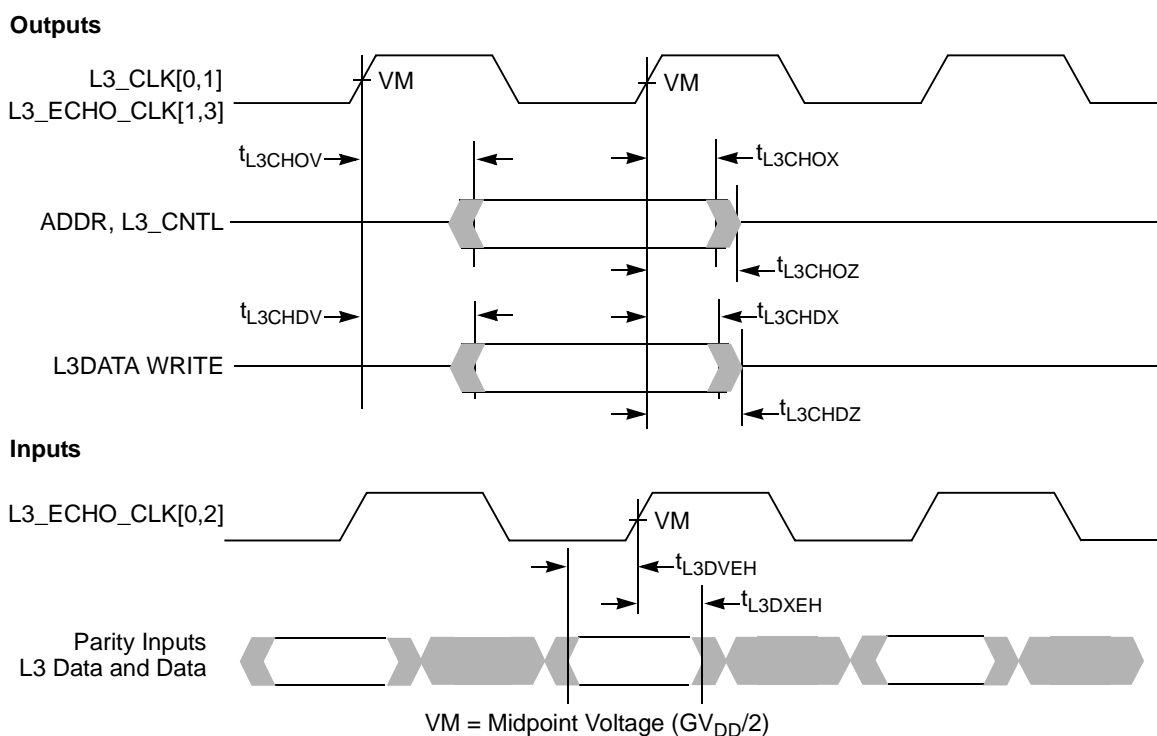 Outputs
L3_CLK[0,1]
VM
VM
L3_ECHO_CLK[1,3]
tL3CHOV
tL3CHOX
ADDR, L3_CNTL
tL3CHOZ
tL3CHDV
tL3CHDX
L3DATA WRITE
tL3CHDZ
Inputs
L3_ECHO_CLK[0,2]
VM
tL3DVEH
tL3DXEH
Parity Inputs
L3 Data and Data
VM = Midpoint Voltage (GVDD/2)